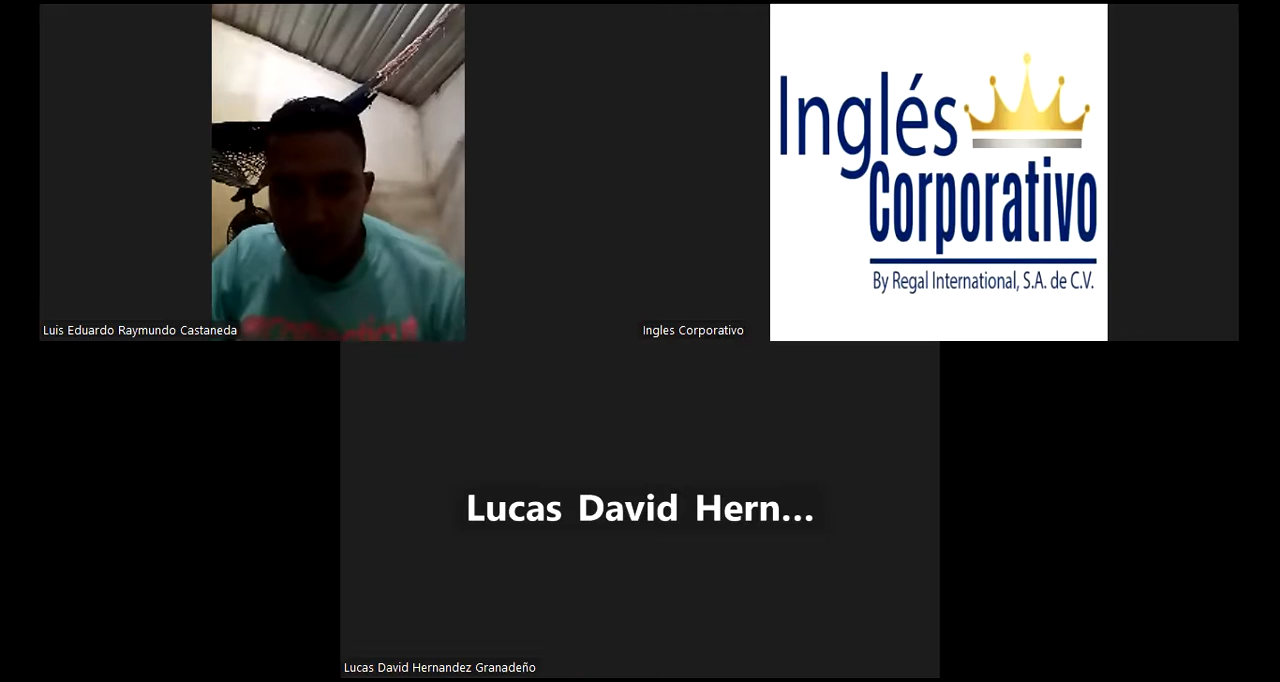 Inglés
Corporativo
By Regal International, S.A. de C.V.
Luis Eduardo Raymundo Castaneda
Ingles Corporativo
Lucas David Hern...
Lucas David Hernandez Granadeño